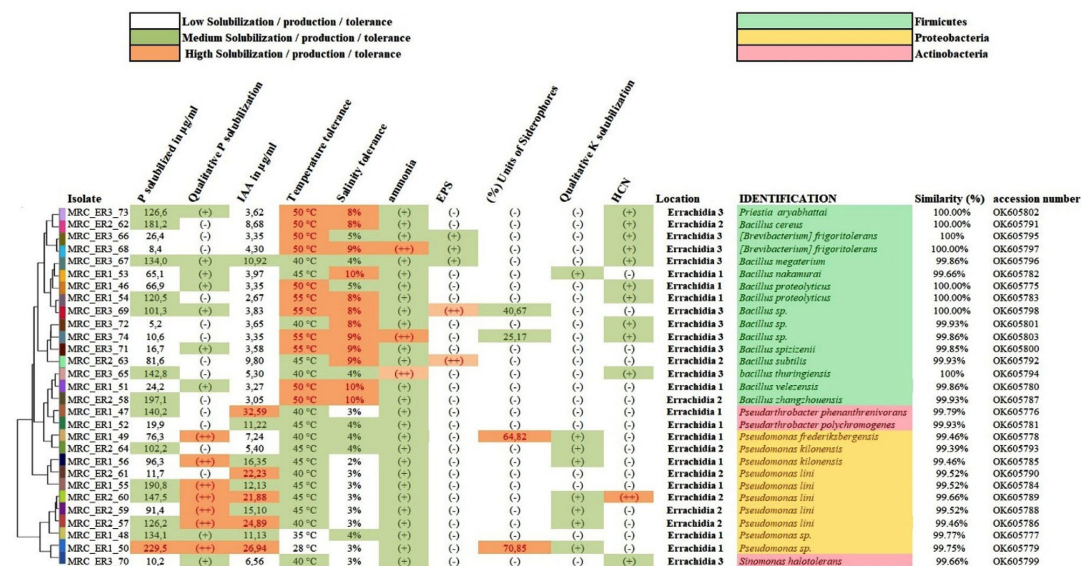 Low Solubilization / production / tolerance
Medium Solubilization / production / tolerance
Higth Solubilization / production / tolerance
Firmicutes
Proteobacteria
Actinobacteria
Isolate P solubilized in µg/ml Qualitative P solubilization IAA in µg/ml Temperature tolerance Salinity tolerance ammonia EPS (%) Units of Siderophores Qualitative K solubilization HCN Location IDENTIFICATION Similarity (%) accession number
MRC_ER3_73 126,6 (+) 3,62 50 °C 8% (+) (-) (-) (-) (+) Errachidia 3 Priestia aryabhattai 100.00% OK605802
MRC_ER2_62 181,2 (-) 8,68 50 °C 8% (+) (-) (-) (-) (+) Errachidia 2 Bacillus cereus 100.00% OK605791
MRC_ER3_66 26,4 (-) 3,35 50 °C 5% (+) (+) (-) (-) (+) Errachidia 3 [Brevibacterium] frigoritolerans 100% OK605795
MRC_ER3_68 8,4 (-) 4,30 50 °C 9% (++) (+) (-) (-) (+) Errachidia 3 [Brevibacterium] frigoritolerans 100.00% OK605797
MRC_ER3_67 134,0 (+) 10,92 40 °C 4% (+) (+) (-) (-) (+) Errachidia 3 Bacillus megaterium 99.86% OK605796
MRC_ER1_53 65,1 (+) 3,97 45 °C 10% (+) (-) (-) (+) (-) Errachidia 1 Bacillus nakamurai 99.66% OK605782
MRC_ER1_46 66,9 (+) 3,35 50 °C 5% (+) (-) (-) (-) (+) Errachidia 1 Bacillus proteolyticus 100.00% OK605775
MRC_ER1_54 120,5 (-) 2,67 55 °C 8% (+) (-) (-) (-) (+) Errachidia 1 Bacillus proteolyticus 100.00% OK605783
MRC_ER3_69 101,3 (+) 3,83 55 °C 8% (+) (++) 40,67 (-) (-) Errachidia 3 Bacillus sp. 100.00% OK605798
MRC_ER3_72 5,2 (-) 3,65 40 °C 8% (+) (-) (-) (-) (+) Errachidia 3 Bacillus sp. 99.93% OK605801
MRC_ER3_74 10,6 (-) 3,35 55 °C 9% (++) (-) 25,17 (-) (+) Errachidia 3 Bacillus sp. 99.86% OK605803
MRC_ER3_71 16,7 (+) 3,58 55 °C 9% (+) (-) (-) (-) (-) Errachidia 3 Bacillus spizizenii 99.85% OK605800
MRC_ER2_63 81,6 (-) 9,80 45 °C 9% (+) (++) (-) (-) (-) Errachidia 2 Bacillus subtilis 99.93% OK605792
MRC_ER3_65 142,8 (-) 5,30 40 °C 4% (++) (-) (-) (-) (+) Errachidia 3 bacillus thuringiensis 100% OK605794
MRC_ER1_51 24,2 (+) 3,27 50 °C 10% (+) (-) (-) (-) (-) Errachidia 1 Bacillus velezensis 99.86% OK605780
MRC_ER2_58 197,1 (-) 3,05 50 °C 10% (+) (-) (-) (-) (-) Errachidia 2 Bacillus zhangzhouensis 99.93% OK605787
MRC_ER1_47 140,2 (-) 32,59 40 °C 3% (+) (-) (-) (-) (-) Errachidia 1 Pseudarthrobacter phenanthrenivorans 99.79% OK605776
MRC_ER1_52 19,9 (-) 11,22 45 °C 4% (+) (-) (-) (-) (-) Errachidia 1 Pseudarthrobacter polychromogenes 99.93% OK605781
MRC_ER1_49 76,3 (++) 7,24 40 °C 4% (+) (-) 64,82 (+) (-) Errachidia 1 Pseudomonas frederiksbergensis 99.46% OK605778
MRC_ER2_64 102,2 (-) 5,40 45 °C 4% (+) (-) (-) (+) (-) Errachidia 2 Pseudomonas kilonensis 99.39% OK605793
MRC_ER1_56 96,3 (++) 16,35 45 °C 2% (+) (-) (-) (+) (-) Errachidia 1 Pseudomonas kilonensis 99.46% OK605785
MRC_ER2_61 11,7 (-) 22,23 40 °C 3% (+) (-) (-) (-) (-) Errachidia 2 Pseudomonas lini 99.52% OK605790
MRC_ER1_55 190,8 (++) 12,13 45 °C 3% (+) (-) (-) (-) (-) Errachidia 1 Pseudomonas lini 99.52% OK605784
MRC_ER2_60 147,5 (++) 21,88 40 °C 3% (+) (-) (-) (+) (++) Errachidia 2 Pseudomonas lini 99.66% OK605789
MRC_ER2_59 91,4 (++) 15,10 40 °C 3% (+) (-) (-) (+) (-) Errachidia 2 Pseudomonas lini 99.52% OK605788
MRC_ER2_57 126,2 (++) 24,89 40 °C 3% (+) (-) (-) (+) (-) Errachidia 2 Pseudomonas lini 99.46% OK605786
MRC_ER1_48 134,1 (+) 11,13 35 °C 4% (+) (-) (-) (-) (-) Errachidia 1 Pseudomonas sp. 99.77% OK605777
MRC_ER1_50 229,5 (++) 26,94 28 °C 3% (+) (-) 70,85 (+) (-) Errachidia 1 Pseudomonas sp. 99.75% OK605779
MRC_ER3_70 10,2 (+) 6,56 40 °C 3% (+) (-) (-) (-) (+) Errachidia 3 Sinomonas halotolerans 99.66% OK605799